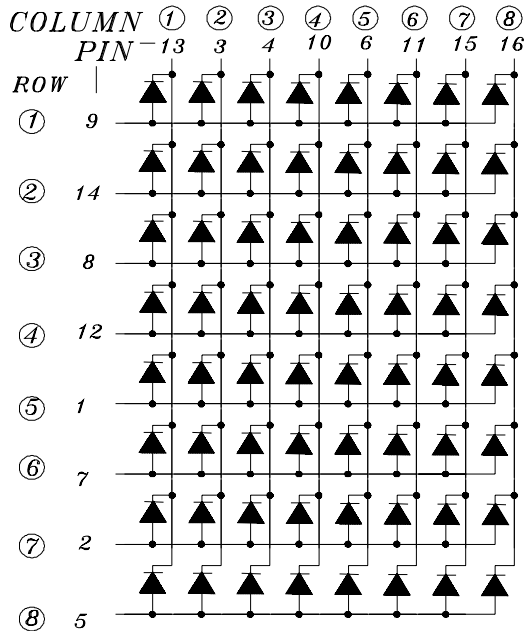 COLUMN ① ② ③ ④ ⑤ ⑥ ⑦ ⑧
PIN 13 3 4 10 6 11 15 16
ROW
① 9
② 14
③ 8
④ 12
⑤ 1
⑥ 7
⑦ 2
⑧ 5